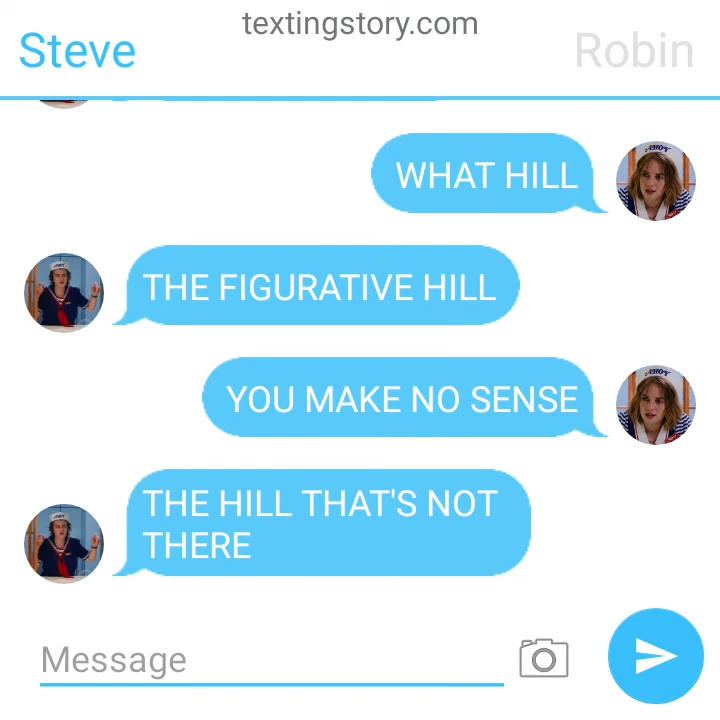 textingstory.com
Steve
Robin
WHAT HILL
THE FIGURATIVE HILL
YOU MAKE NO SENSE
THE HILL THAT'S NOT
THERE
Message